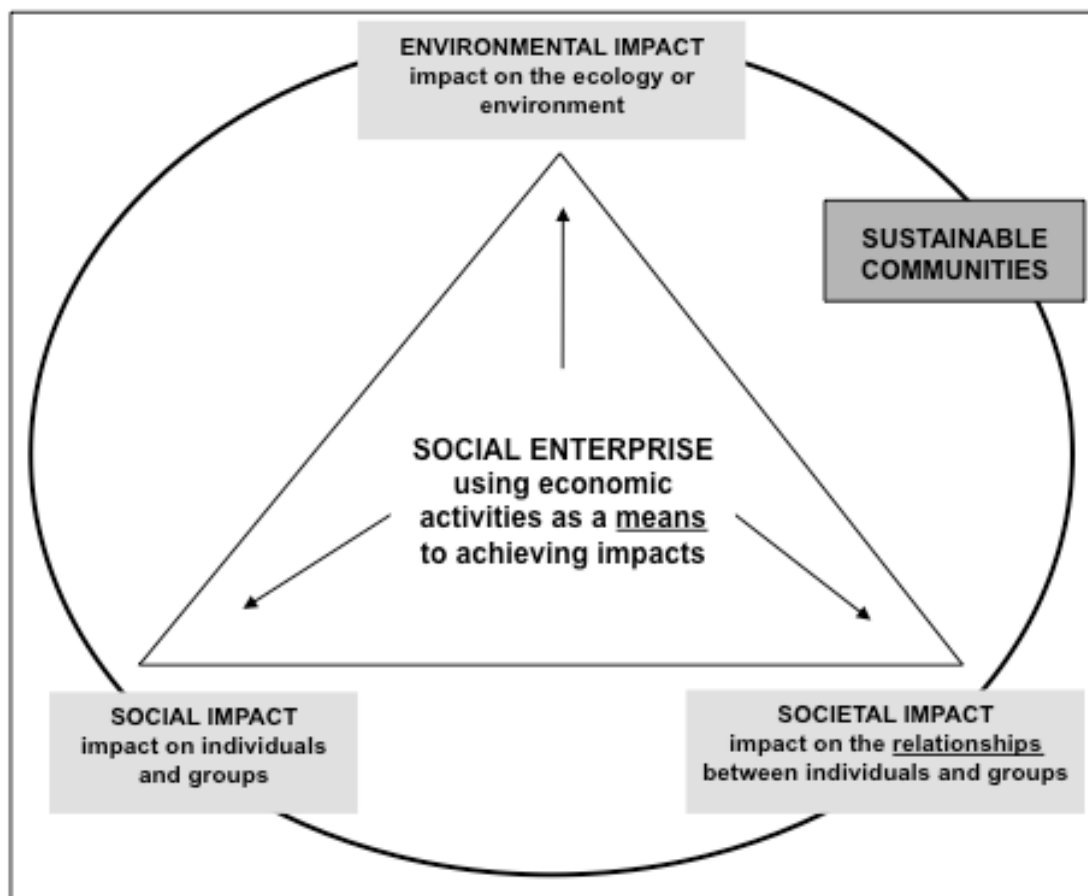 ENVIRONMENTAL IMPACT
impact on the ecology or
environment
SUSTAINABLE
COMMUNITIES
SOCIAL ENTERPRISE
using economic
activities as a means
to achieving impacts
SOCIAL IMPACT
impact on individuals
and groups
SOCIETAL IMPACT
impact on the relationships
between individuals and groups